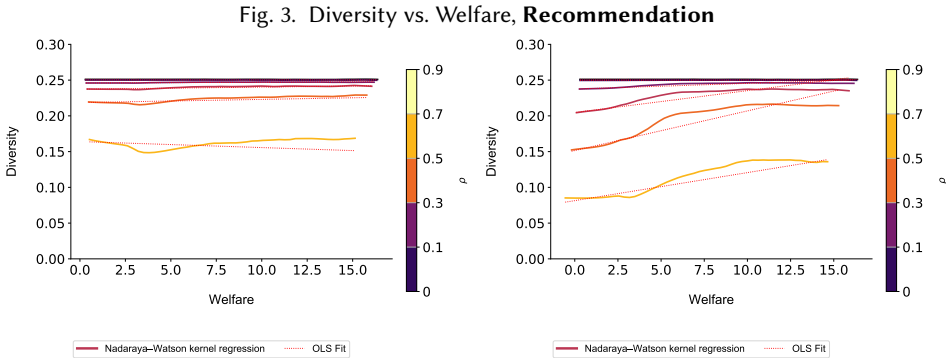 Fig. 3. Diversity vs. Welfare, Recommendation
0.30
0.25
0.20
0.15
0.10
0.05
0.00
Diversity
0.0 2.5 5.0 7.5 10.0 12.5 15.0
Welfare
0.9
0.7
0.5
0.3
0.1
0
ρ
Nadaraya–Watson kernel regression OLS Fit
0.30
0.25
0.20
0.15
0.10
0.05
0.00
Diversity
0.0 2.5 5.0 7.5 10.0 12.5 15.0
Welfare
0.9
0.7
0.5
0.3
0.1
0
ρ
Nadaraya–Watson kernel regression OLS Fit